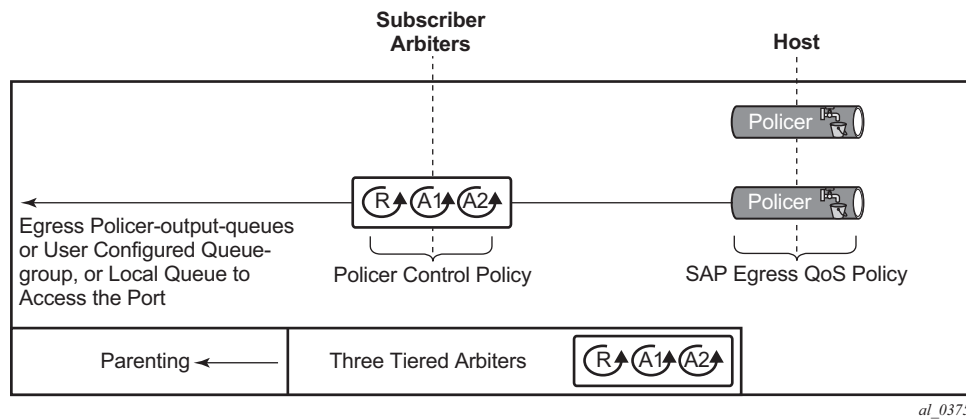 Subscriber
Arbiters
Host
Policer
R A1 A2
Policer
Egress Policer-output-queues
or User Configured Queue-
group, or Local Queue to
Access the Port
Policer Control Policy
SAP Egress QoS Policy
Parenting
Three Tiered Arbiters
R A1 A2